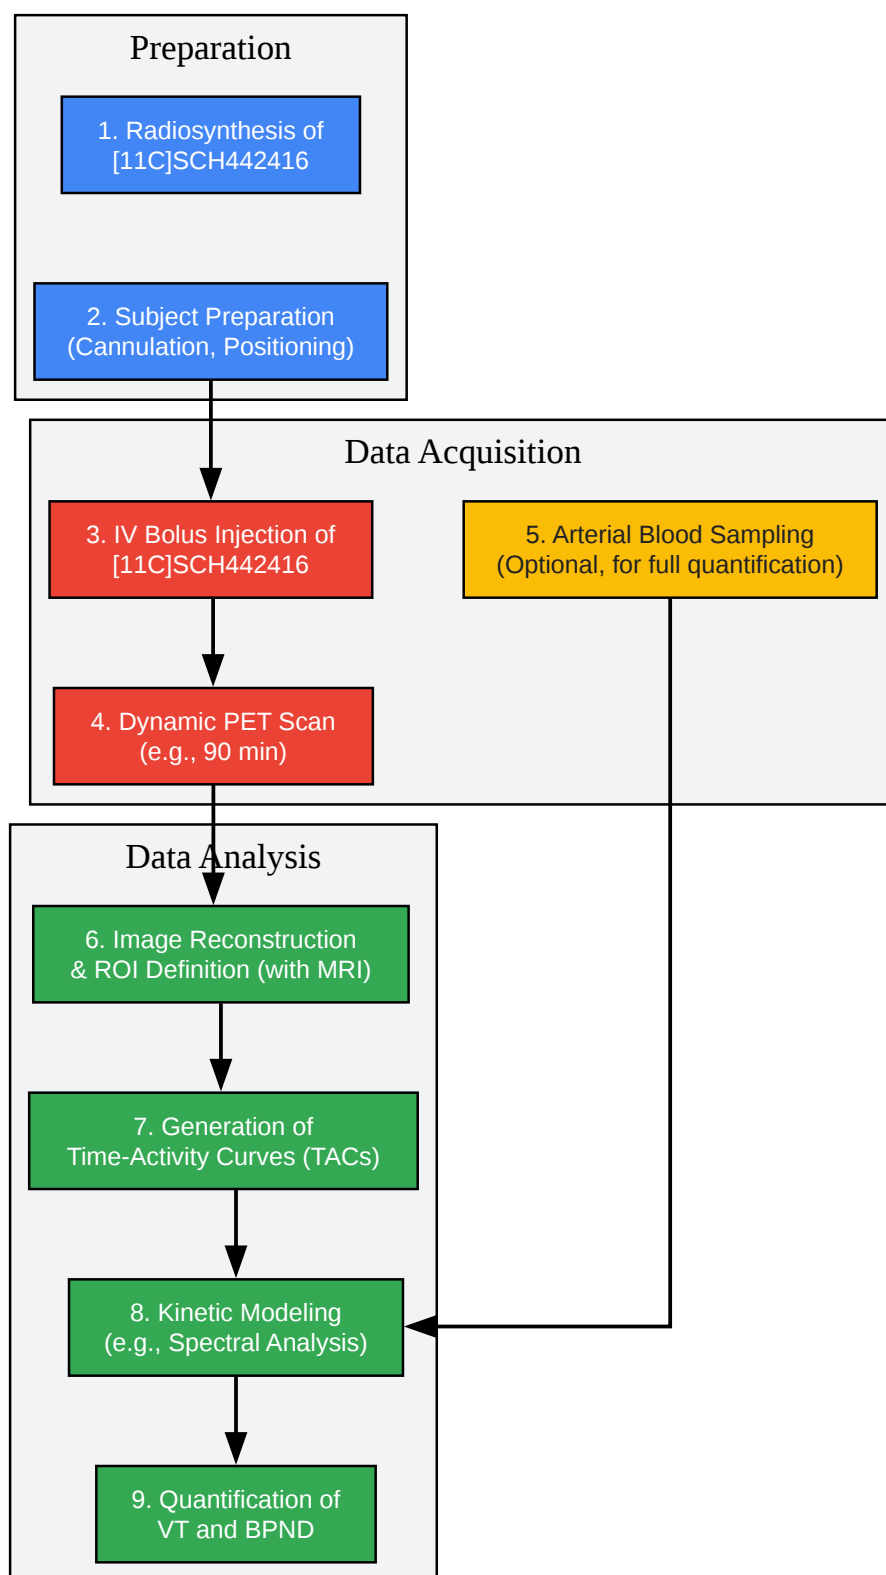 Preparation
1. Radiosynthesis of
[11C]SCH442416
2. Subject Preparation
(Cannulation, Positioning)
Data Acquisition
3. IV Bolus Injection of
[11C]SCH442416
5. Arterial Blood Sampling
(Optional, for full quantification)
4. Dynamic PET Scan
(e.g., 90 min)
Data Analysis
6. Image Reconstruction
& ROI Definition (with MRI)
7. Generation of
Time-Activity Curves (TACs)
8. Kinetic Modeling
(e.g., Spectral Analysis)
9. Quantification of
VT and BPND